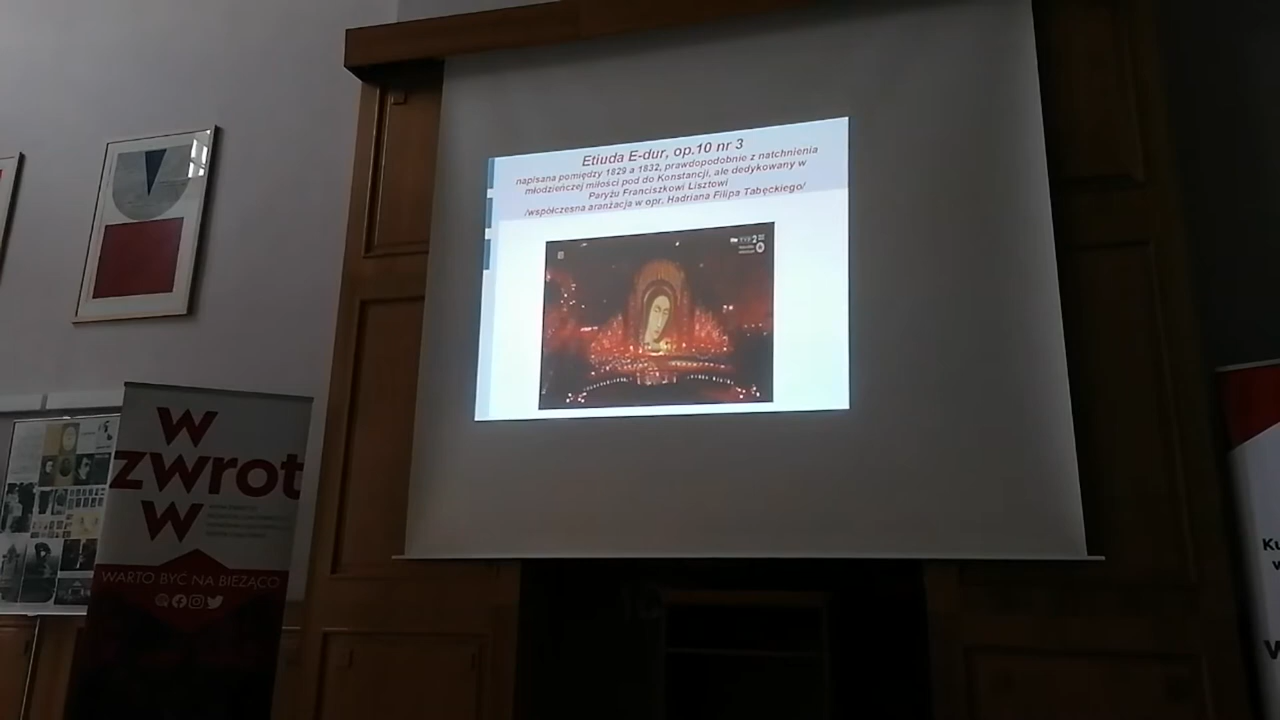 Etiuda E-dur, op.10 nr 3
napisana pomiędzy 1829 a 1832, prawdopodobnie z natchnienia
młodzieńczej miłości pod do Konstancji, ale dedykowany w
Paryżu Franciszkowi Lisztowi
/współczesna aranżacja w opr. Hadriana Filipa Tabęckiego/
W
zwrot
W
WARTO BYĆ NA BIEŻĄCO
Ku
w
W